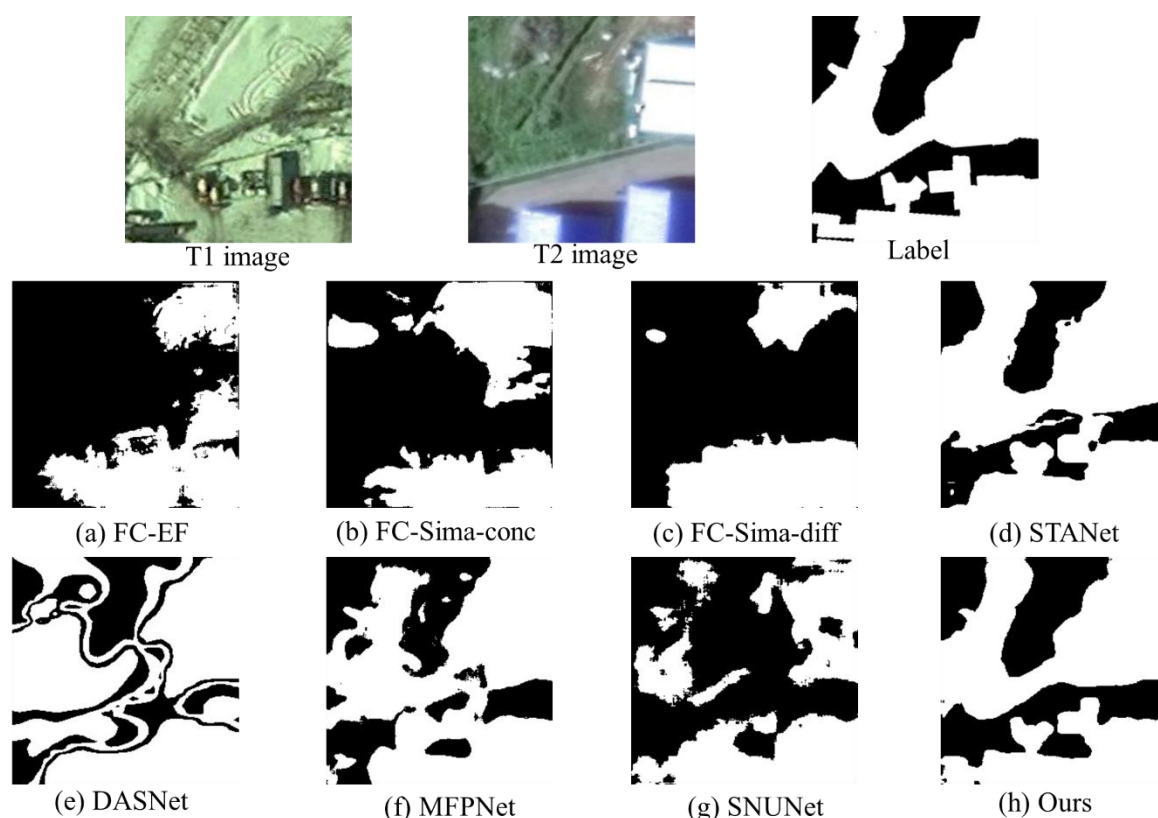 T1 image
T2 image
Label
(a) FC-EF
(b) FC-Sima-conc
(c) FC-Sima-diff
(d) STANet
(e) DASNet
(f) MFPNet
(g) SNUNet
(h) Ours